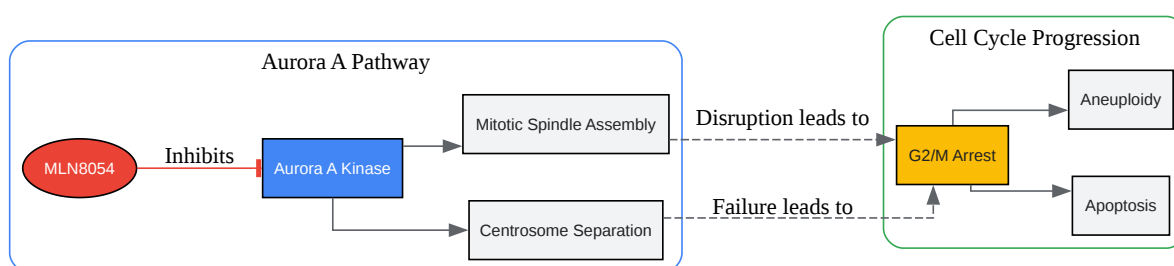 Aurora A Pathway
MLN8054
Inhibits
Aurora A Kinase
Mitotic Spindle Assembly
Centrosome Separation
Disruption leads to
Failure leads to
Cell Cycle Progression
G2/M Arrest
Aneuploidy
Apoptosis